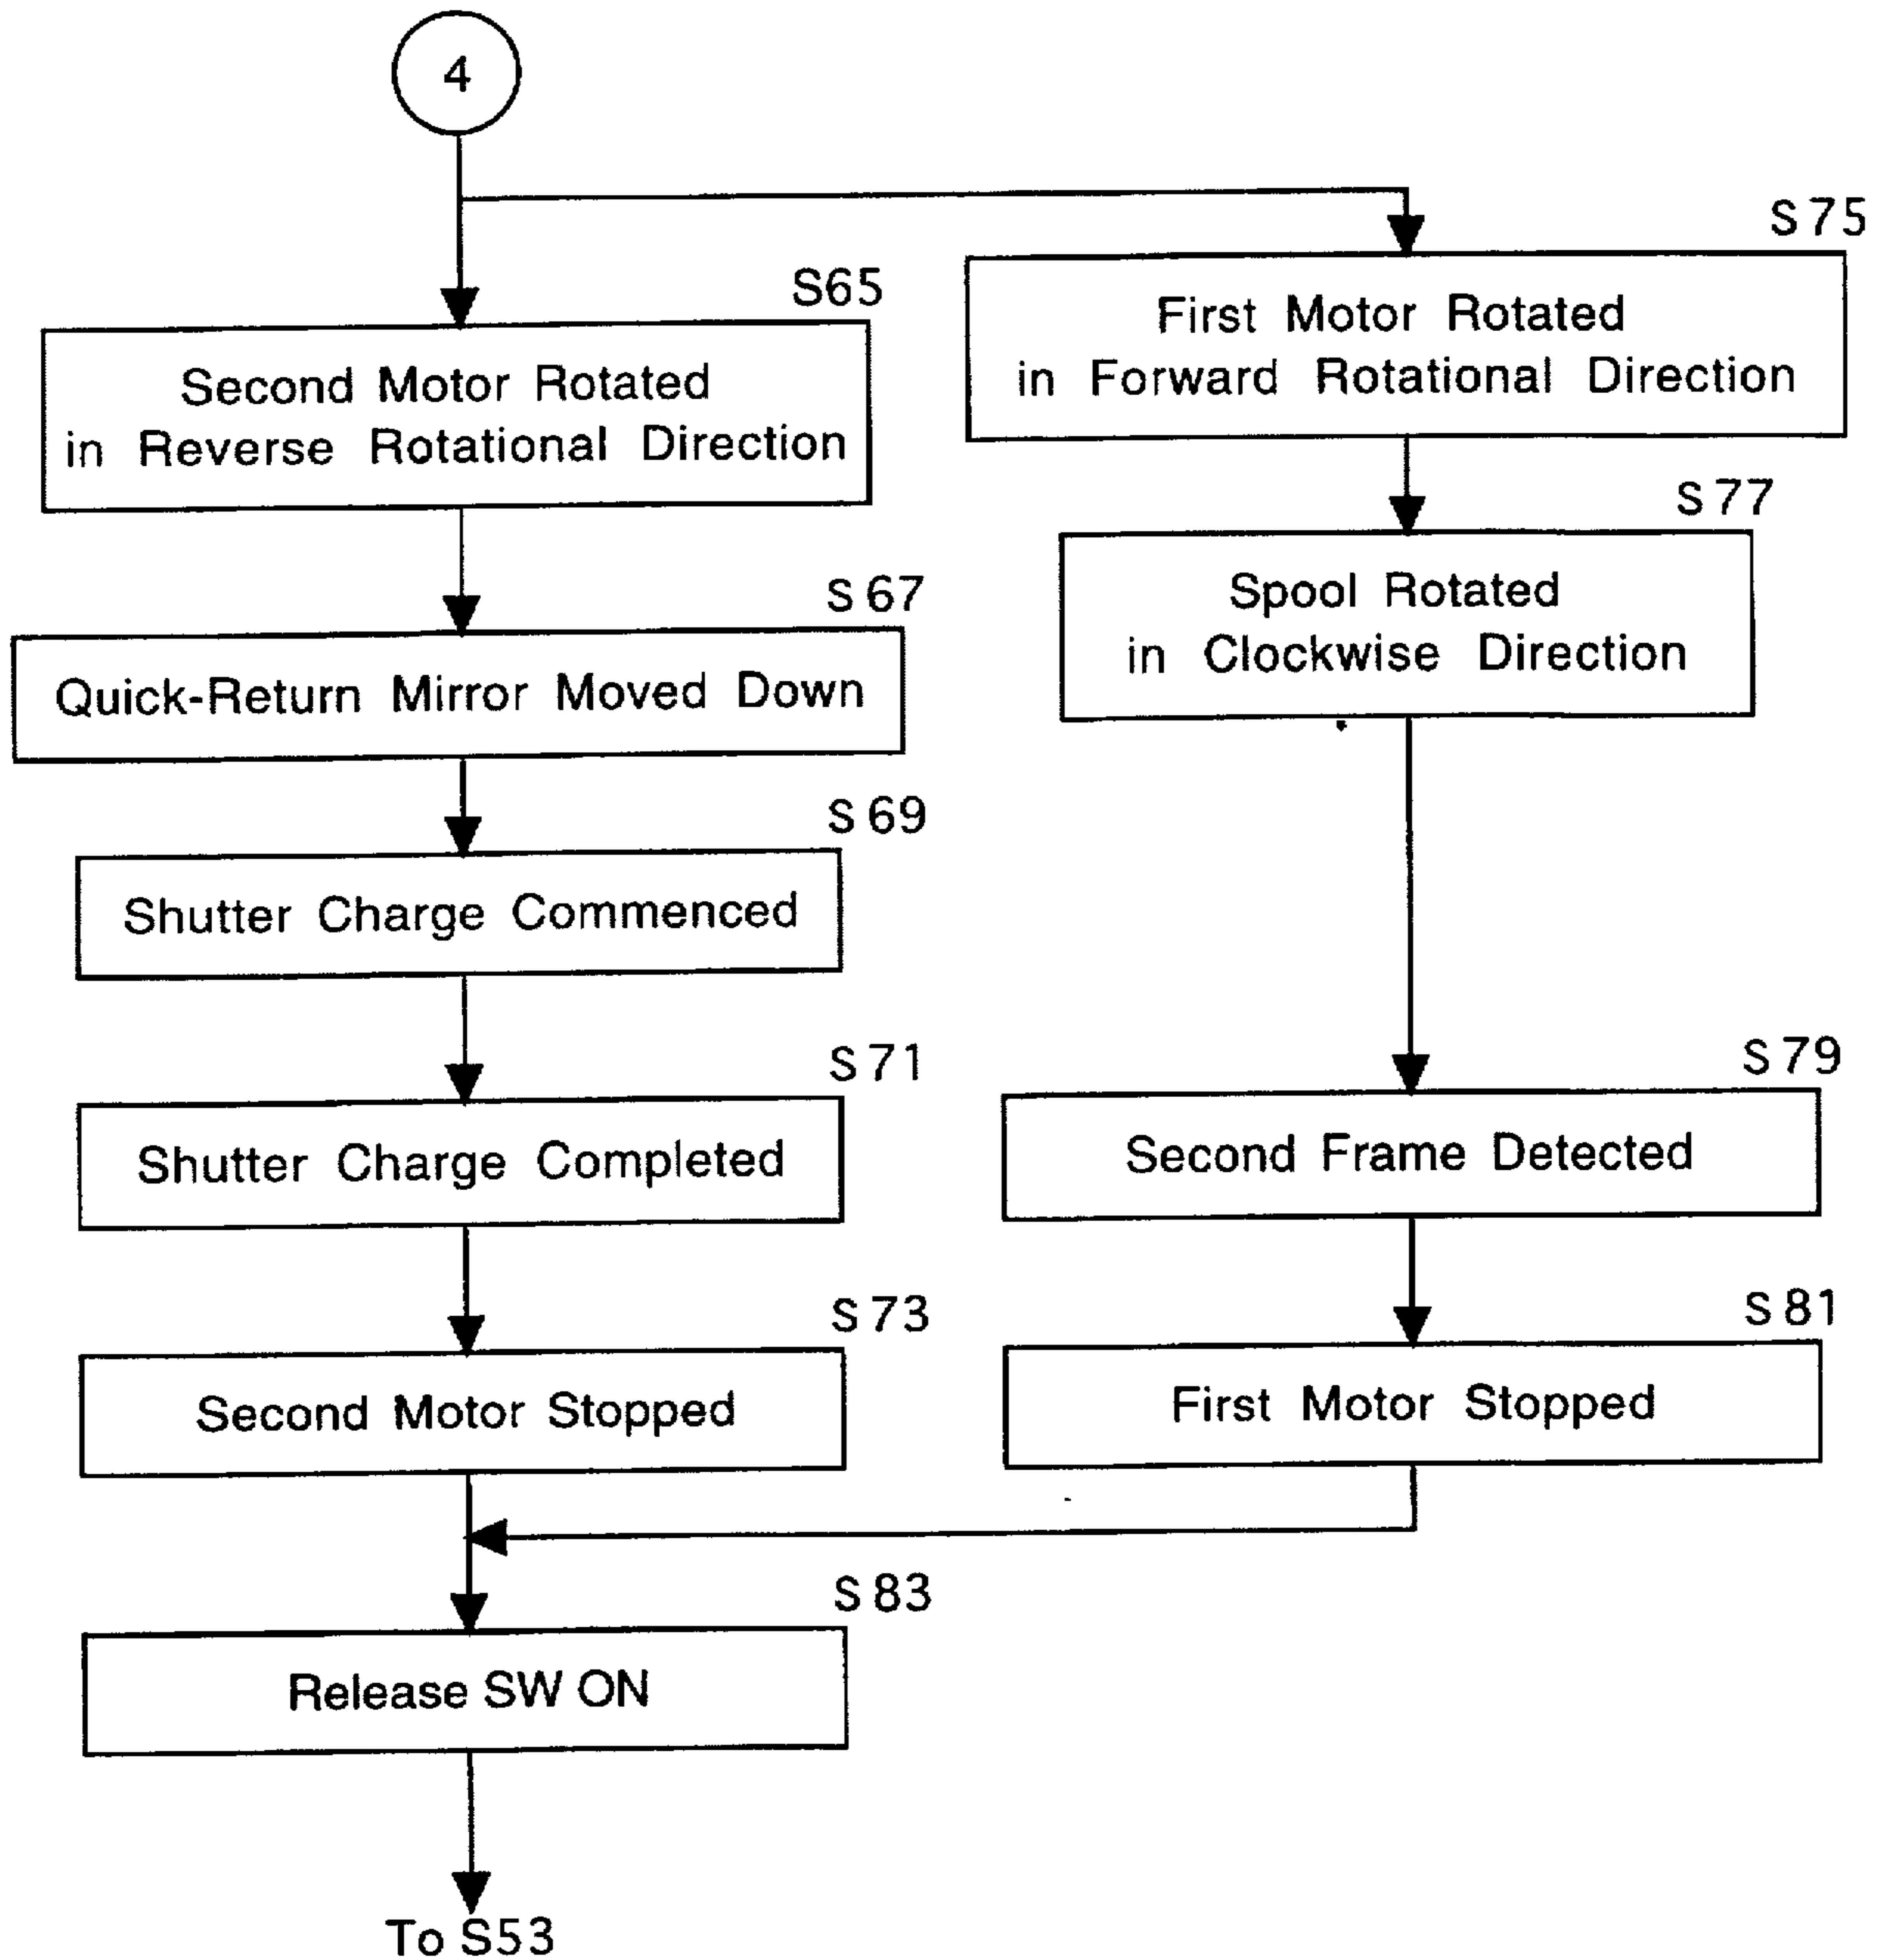 4
S65
Second Motor Rotated
in Reverse Rotational Direction
S67
Quick-Return Mirror Moved Down
S69
Shutter Charge Commenced
S71
Shutter Charge Completed
S73
Second Motor Stopped
S75
First Motor Rotated
in Forward Rotational Direction
S77
Spool Rotated
in Clockwise Direction
S79
Second Frame Detected
S81
First Motor Stopped
S83
Release SW ON
To S53